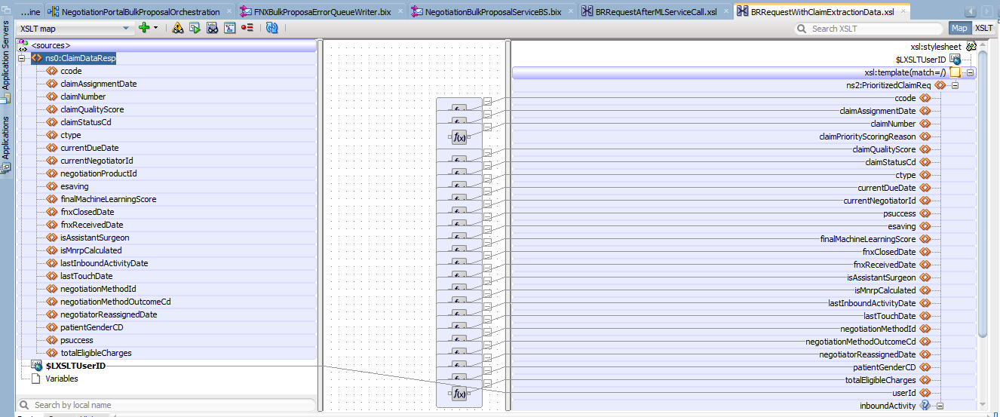 ...ine NegotiationPortalBulkProposalOrchestration FNXBulkProposaErrorQueueWriter.bix NegotiationBulkProposalServiceBS.bix BRRequestAfterMLServiceCall.xsl BRRequestWithClaimExtractionData.xsl
XSLT map Search XSLT Map XSLT
Application Servers
Applications
<sources>
ns0:ClaimDataResp
ccode
claimAssignmentDate
claimNumber
claimQualityScore
claimStatusCd
ctype
currentDueDate
currentNegotiatorId
negotiationProductId
esaving
finalMachineLearningScore
fnxClosedDate
fnxReceivedDate
isAssistantSurgeon
isMnrpCalculated
lastInboundActivityDate
lastTouchDate
negotiationMethodId
negotiationMethodOutcomeCd
negotiatorReassignedDate
patientGenderCD
psuccess
totalEligibleCharges
$LXSLTUserID
Variables
Search by local name
f(x)
f(x)
xsl:stylesheet
$LXSLTUserID
xsl:template(match=/)
ns2:PrioritizedClaimReq
ccode
claimAssignmentDate
claimNumber
claimPriorityScoringReason
claimQualityScore
claimStatusCd
ctype
currentDueDate
currentNegotiatorId
psuccess
esaving
finalMachineLearningScore
fnxClosedDate
fnxReceivedDate
isAssistantSurgeon
isMnrpCalculated
lastInboundActivityDate
lastTouchDate
negotiationMethodId
negotiationMethodOutcomeCd
negotiatorReassignedDate
patientGenderCD
totalEligibleCharges
userId
inboundActivity